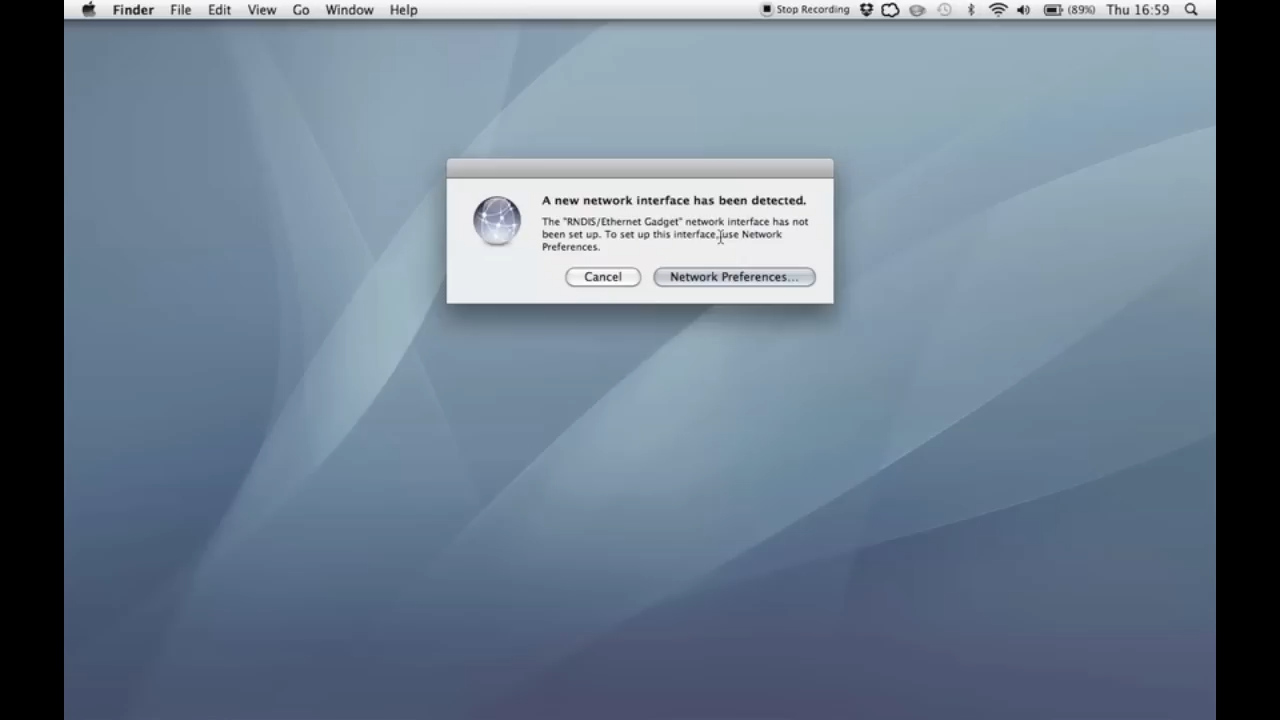 Finder File Edit View Go Window Help Stop Recording (89%) Thu 16:59
A new network interface has been detected.
The "RNDIS/Ethernet Gadget" network interface has not
been set up. To set up this interface, use Network
Preferences.
Cancel Network Preferences...